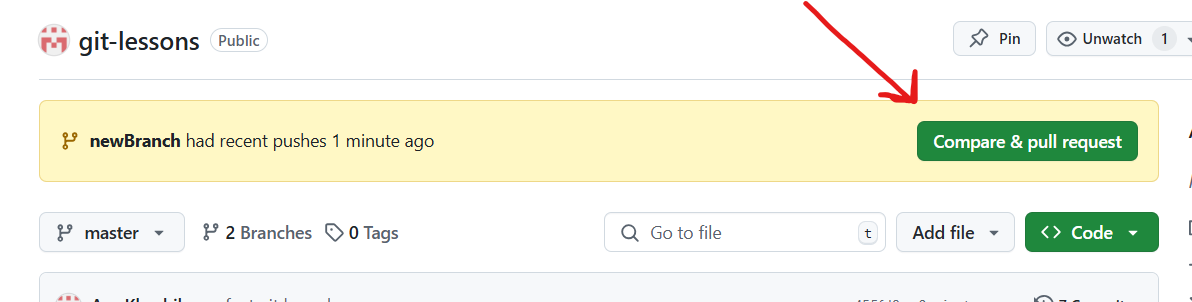 git-lessons Public
Pin
Unwatch 1
newBranch had recent pushes 1 minute ago
Compare & pull request
master
2 Branches
0 Tags
Go to file t
Add file
Code